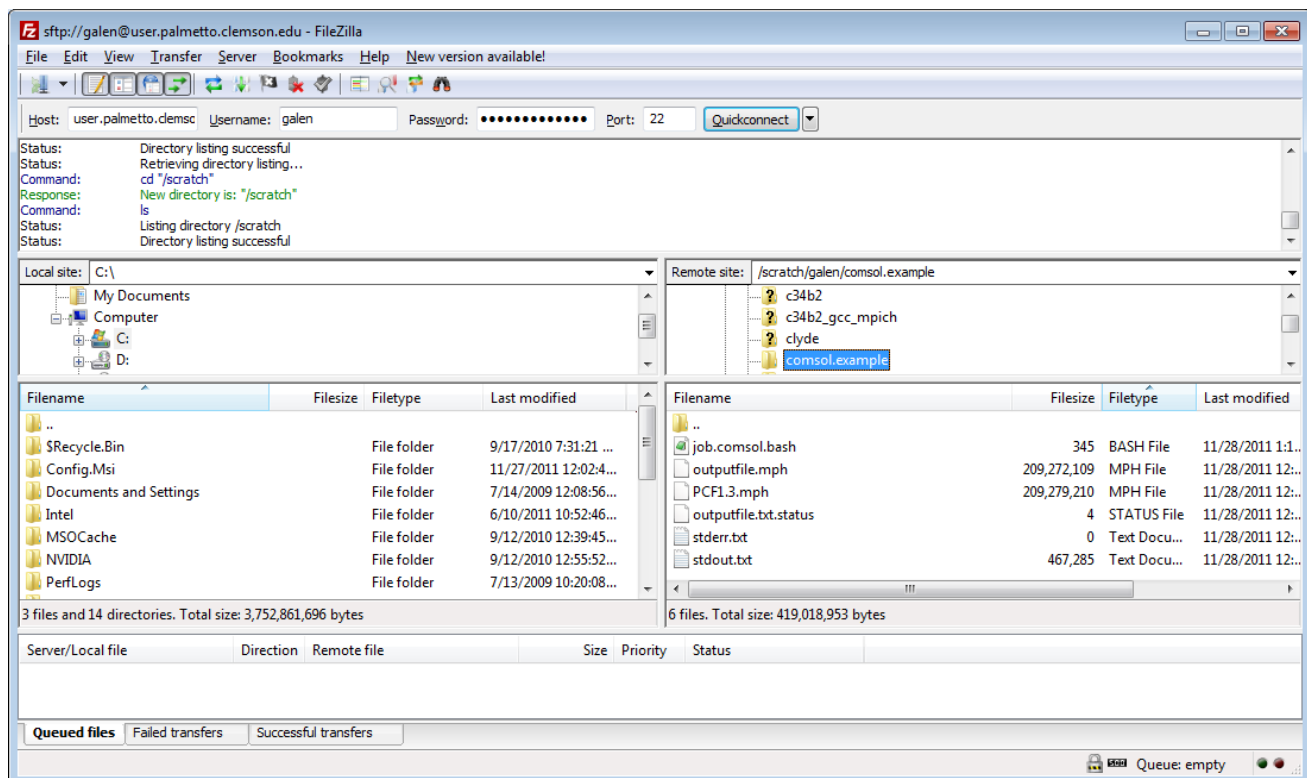 sftp://galen@user.palmetto.clemson.edu - FileZilla
File Edit View Transfer Server Bookmarks Help New version available!
Host: user.palmetto.clemsc Username: galen Password: ●●●●●●●●●●●●● Port: 22 Quickconnect
Status: Directory listing successful
Status: Retrieving directory listing...
Command: cd "/scratch"
Response: New directory is: "/scratch"
Command: ls
Status: Listing directory /scratch
Status: Directory listing successful
Local site: C:\
My Documents
Computer
C:
D:
Remote site: /scratch/galen/comsol.example
? c34b2
? c34b2_gcc_mpich
? clyde
comsol.example
Filename Filesize Filetype Last modified
..
$Recycle.Bin File folder 9/17/2010 7:31:21 ...
Config.Msi File folder 11/27/2011 12:02:4...
Documents and Settings File folder 7/14/2009 12:08:56...
Intel File folder 6/10/2011 10:52:46...
MSOCache File folder 9/12/2010 12:39:45...
NVIDIA File folder 9/12/2010 12:55:52...
PerfLogs File folder 7/13/2009 10:20:08...
3 files and 14 directories. Total size: 3,752,861,696 bytes
Filename Filesize Filetype Last modified
..
job.comsol.bash 345 BASH File 11/28/2011 1:1..
outputfile.mph 209,272,109 MPH File 11/28/2011 12:..
PCF1.3.mph 209,279,210 MPH File 11/28/2011 12:..
outputfile.txt.status 4 STATUS File 11/28/2011 12:..
stderr.txt 0 Text Docu... 11/28/2011 12:..
stdout.txt 467,285 Text Docu... 11/28/2011 12:..
6 files. Total size: 419,018,953 bytes
Server/Local file Direction Remote file Size Priority Status
Queued files Failed transfers Successful transfers
Queue: empty